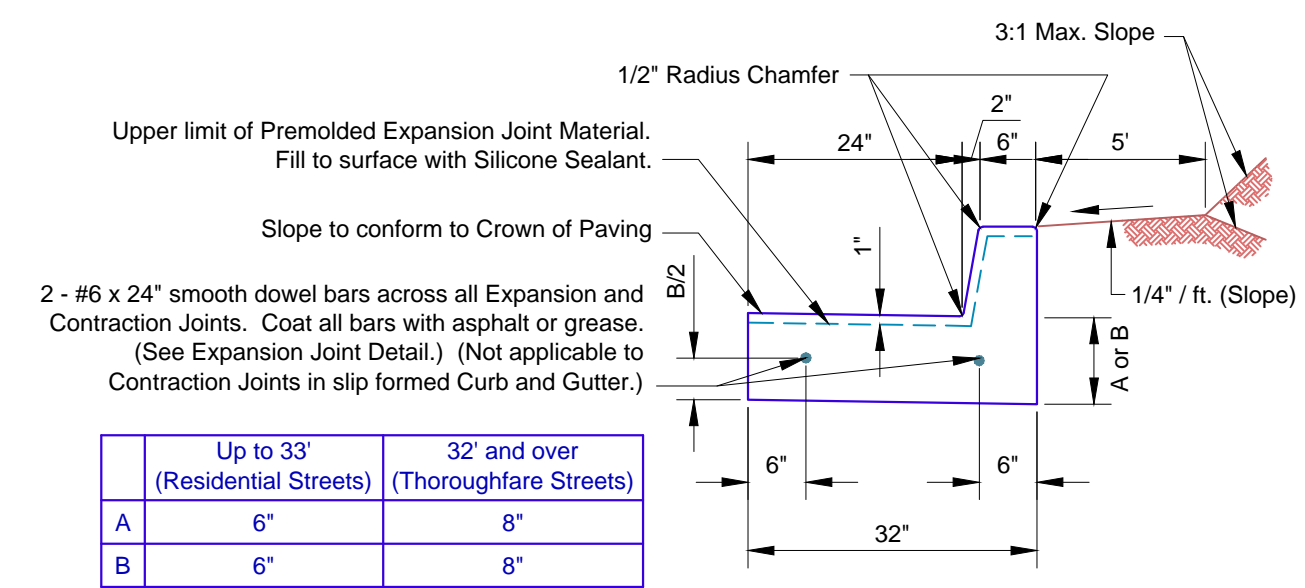 3:1 Max. Slope
1/2" Radius Chamfer
2"
Upper limit of Premolded Expansion Joint Material.
24"
6"
5'
Fill to surface with Silicone Sealant.
Slope to conform to Crown of Paving
1"
B/2
2 - #6 x 24" smooth dowel bars across all Expansion and
1/4" / ft. (Slope)
Contraction Joints. Coat all bars with asphalt or grease.
(See Expansion Joint Detail.) (Not applicable to
A or B
Contraction Joints in slip formed Curb and Gutter.)
Up to 33' 32' and over
(Residential Streets) (Thoroughfare Streets)
6"
6"
A 6" 8"
32"
B 6" 8"